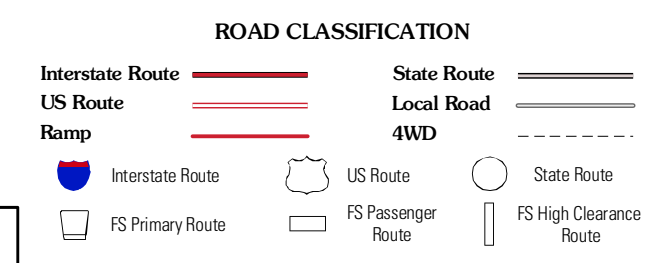 ROAD CLASSIFICATION
Interstate Route
State Route
US Route
Local Road
Ramp
4WD
Interstate Route
US Route
State Route
FS Primary Route
FS Passenger
Route
FS High Clearance
Route